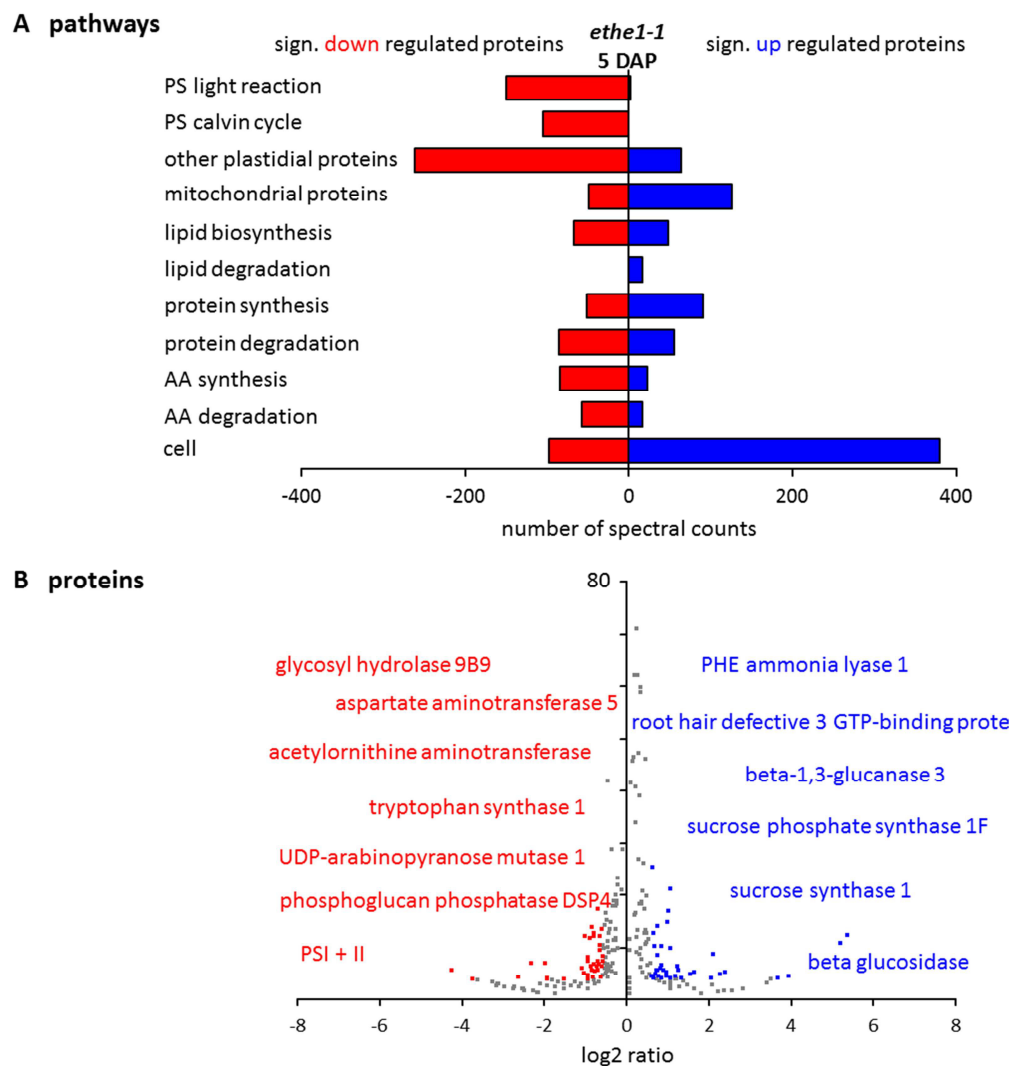 A pathways
ethe1-1
sign. down regulated proteins
sign. up regulated proteins
5 DAP
PS light reaction
PS calvin cycle
other plastidial proteins
mitochondrial proteins
lipid biosynthesis
lipid degradation
protein synthesis
protein degradation
AA synthesis
AA degradation
cell
-400 -200 0 200 400
number of spectral counts
B proteins
80
glycosyl hydrolase 9B9
PHE ammonia lyase 1
aspartate aminotransferase 5
root hair defective 3 GTP-binding prote
acetylornithine aminotransferase
beta-1,3-glucanase 3
tryptophan synthase 1
sucrose phosphate synthase 1F
UDP-arabinopyranose mutase 1
sucrose synthase 1
phosphoglucan phosphatase DSP4
PSI + II
beta glucosidase
-8 -6 -4 -2 0 2 4 6 8
log2 ratio